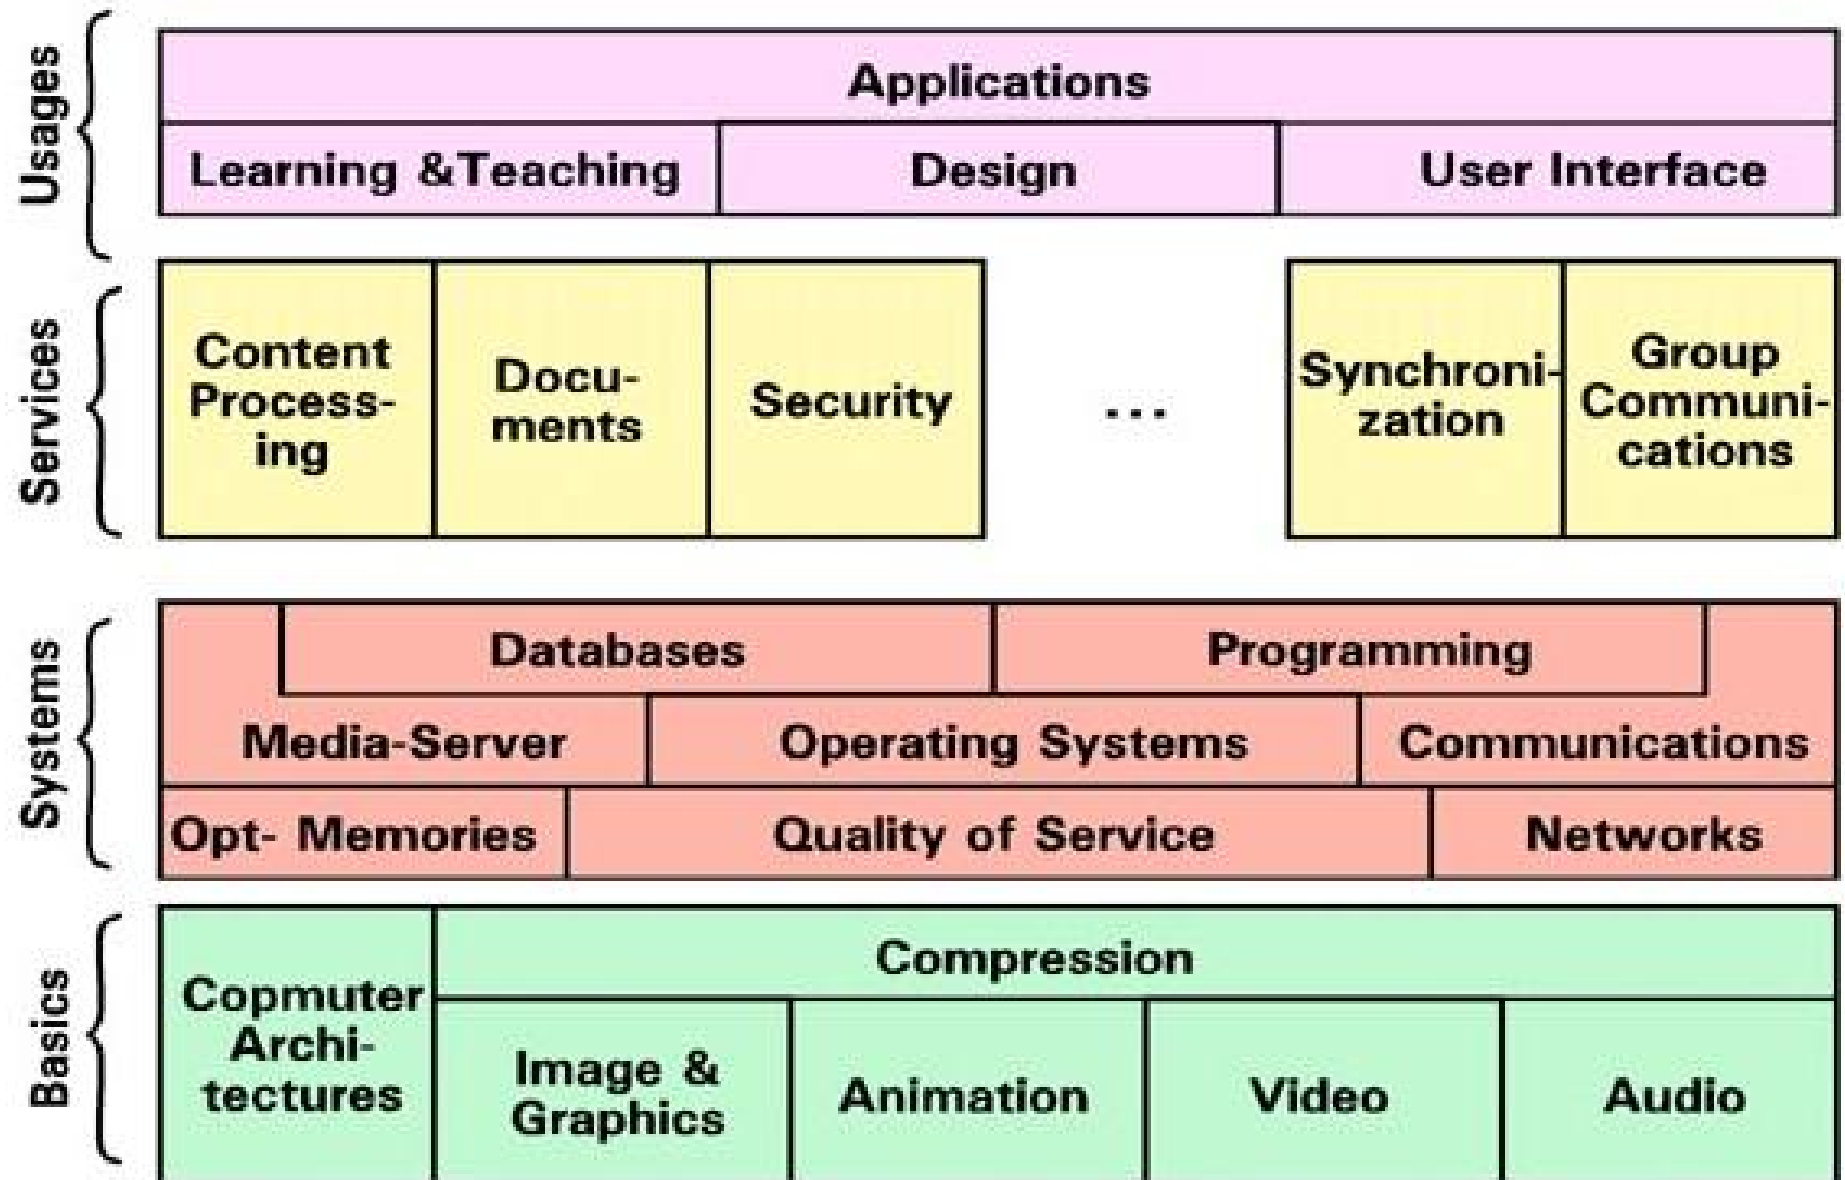 Usages
Applications
Learning &Teaching
Design
User Interface
Services
Content
Process-
ing
Docu-
ments
Security
...
Synchroni-
zation
Group
Communi-
cations
Systems
Databases
Programming
Media-Server
Operating Systems
Communications
Opt- Memories
Quality of Service
Networks
Basics
Copmuter
Archi-
tectures
Compression
Image &
Graphics
Animation
Video
Audio